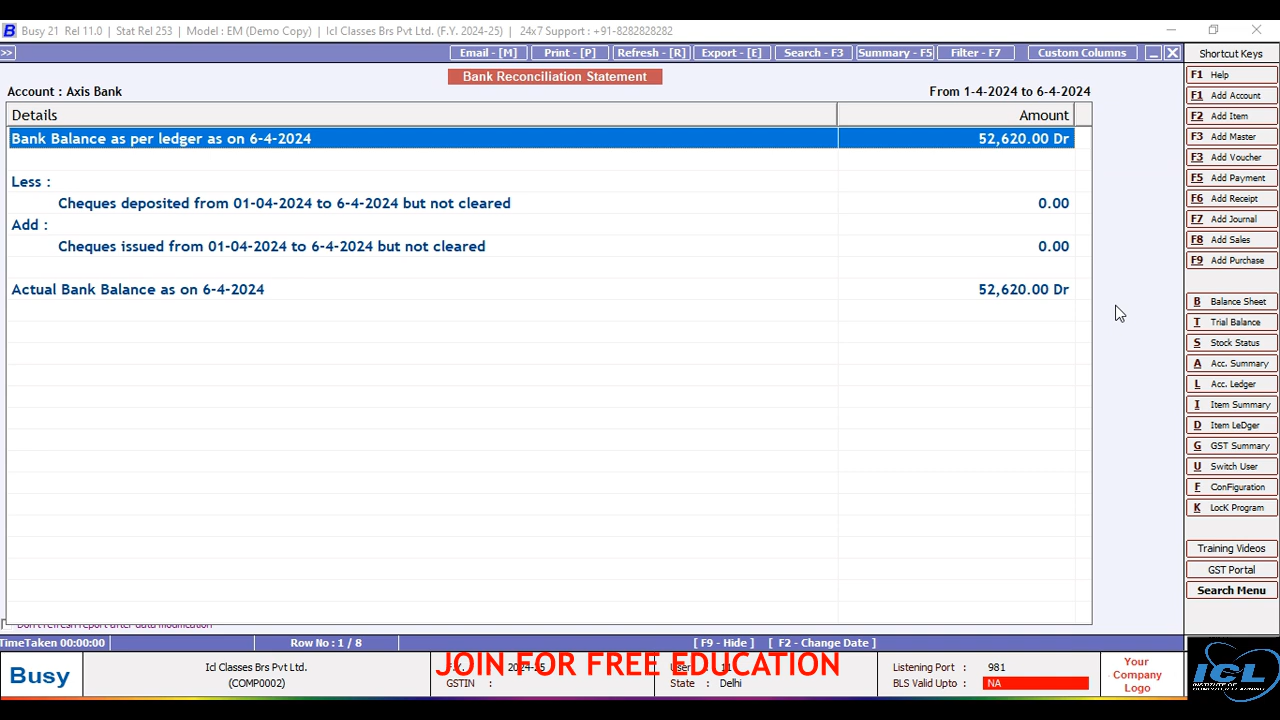 Busy 21 Rel 11.0 | Stat Rel 253 | Model : EM (Demo Copy) | Icl Classes Brs Pvt Ltd. (F.Y. 2024-25) | 24x7 Support : +91-8282828282
>> Email - [M] Print - [P] Refresh - [R] Export - [E] Search - F3 Summary - F5 Filter - F7 Custom Columns
Bank Reconciliation Statement
Account : Axis Bank From 1-4-2024 to 6-4-2024
Details Amount
Bank Balance as per ledger as on 6-4-2024 52,620.00 Dr
Less :
Cheques deposited from 01-04-2024 to 6-4-2024 but not cleared 0.00
Add :
Cheques issued from 01-04-2024 to 6-4-2024 but not cleared 0.00
Actual Bank Balance as on 6-4-2024 52,620.00 Dr
Shortcut Keys
F1 Help
F1 Add Account
F2 Add Item
F3 Add Master
F3 Add Voucher
F5 Add Payment
F6 Add Receipt
F7 Add Journal
F8 Add Sales
F9 Add Purchase
B Balance Sheet
T Trial Balance
S Stock Status
A Acc. Summary
L Acc. Ledger
I Item Summary
D Item LeDger
G GST Summary
U Switch User
F ConFiguration
K LocK Program
Training Videos
GST Portal
Search Menu
Don't refresh report after data modification
TimeTaken 00:00:00 Row No : 1 / 8 [ F9 - Hide ] [ F2 - Change Date ]
Busy
Icl Classes Brs Pvt Ltd.
(COMP0002)
2024-25
GSTIN :
JOIN FOR FREE EDUCATION
State : Delhi
Listening Port : 981
BLS Valid Upto : NA
Your
Company
Logo
ICL